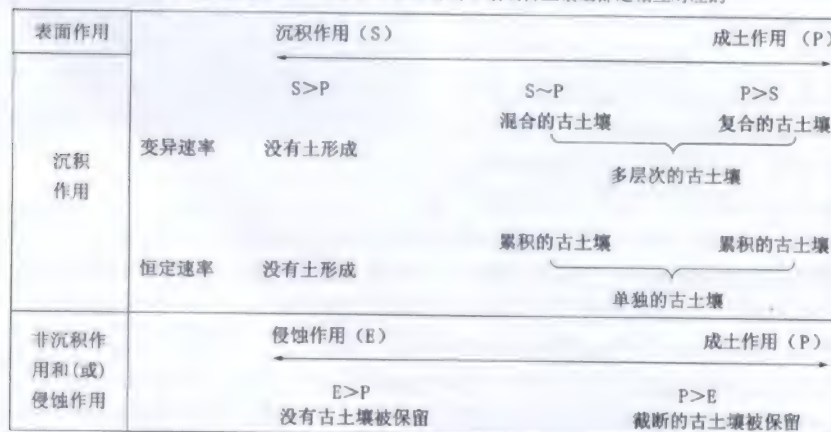 表面作用 沉积作用（S） 成土作用（P）
S>P S～P P>S
混合的古土壤 复合的古土壤
变异速率 没有土形成
沉积
作用
多层次的古土壤
累积的古土壤 累积的古土壤
恒定速率 没有土形成
单独的古土壤
非沉积作
用和(或)
侵蚀作用
侵蚀作用（E） 成土作用（P）
E>P P>E
没有古土壤被保留 截断的古土壤被保留